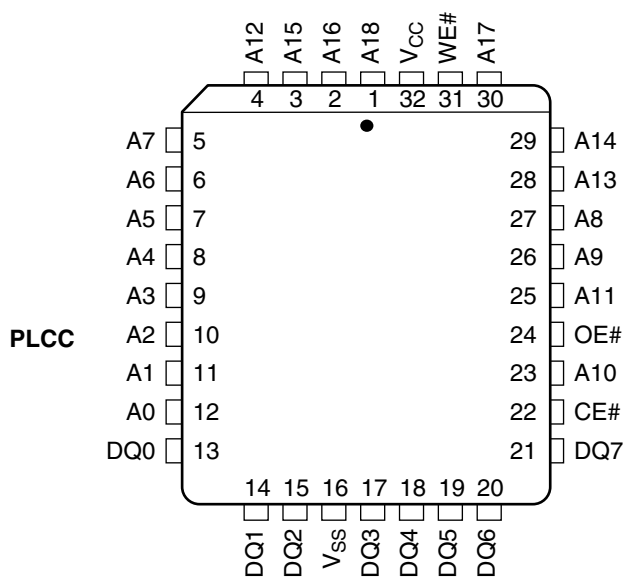 A12 A15 A16 A18 VCC WE# A17
4 3 2 1 32 31 30
A7 5 29 A14
A6 6 28 A13
A5 7 27 A8
A4 8 26 A9
A3 9 25 A11
PLCC A2 10 24 OE#
A1 11 23 A10
A0 12 22 CE#
DQ0 13 21 DQ7
14 15 16 17 18 19 20
DQ1 DQ2 VSS DQ3 DQ4 DQ5 DQ6